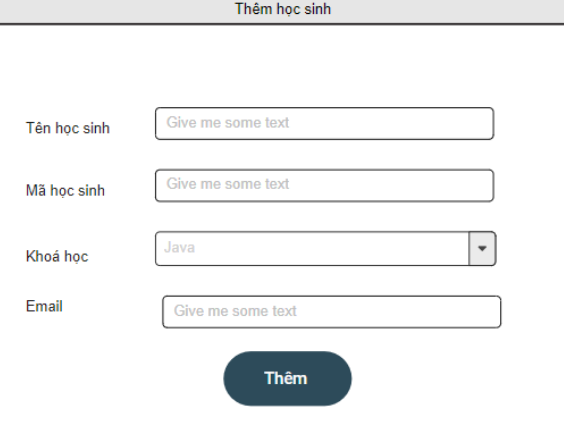 Thêm học sinh
Tên học sinh
Give me some text
Mã học sinh
Give me some text
Khoá học
Java
Email
Give me some text
Thêm